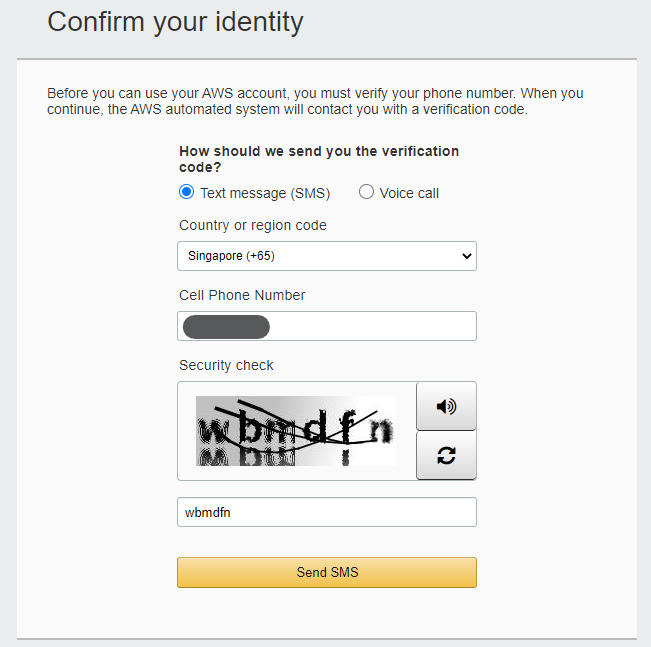 Confirm your identity
Before you can use your AWS account, you must verify your phone number. When you
continue, the AWS automated system will contact you with a verification code.
How should we send you the verification
code?
Text message (SMS) Voice call
Country or region code
Singapore (+65)
Cell Phone Number
Security check
wbmdfn
wbmdfn
Send SMS